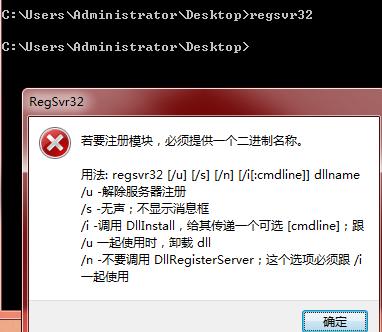 C:\Users\Administrator\Desktop>regsvr32
C:\Users\Administrator\Desktop>
RegSvr32
若要注册模块，必须提供一个二进制名称。
用法: regsvr32 [/u] [/s] [/n] [/i[:cmdline]] dllname
/u -解除服务器注册
/s -无声；不显示消息框
/i -调用 DllInstall，给其传递一个可选 [cmdline]；跟
/u 一起使用时，卸载 dll
/n -不要调用 DllRegisterServer；这个选项必须跟 /i
一起使用
确定